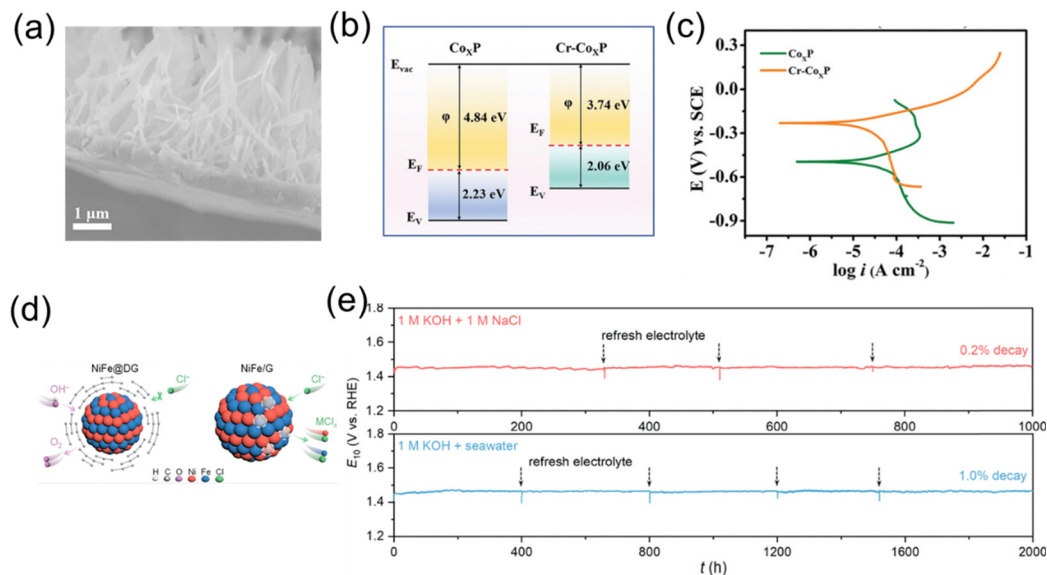 (a)
1 μm
(b)
CoXP
Cr-CoXP
Evac
φ
4.84 eV
φ
3.74 eV
EF
EF
2.23 eV
2.06 eV
EV
EV
(c)
CoXP
Cr-CoXP
E (V) vs. SCE
0.3
0.0
-0.3
-0.6
-0.9
-7
-6
-5
-4
-3
-2
-1
log i (A cm⁻²)
(d)
NiFe@DG
NiFe/G
OH⁻
Cl⁻
Cl⁻
O₂
MClₓ
H C O Ni Fe Cl
(e)
E₁₀ (V vs. RHE)
1.8
1 M KOH + 1 M NaCl
refresh electrolyte
1.6
0.2% decay
1.4
1.2
0
200
400
600
800
1000
1.8
1 M KOH + seawater
refresh electrolyte
1.6
1.0% decay
1.4
1.2
0
400
800
1200
1600
2000
t (h)